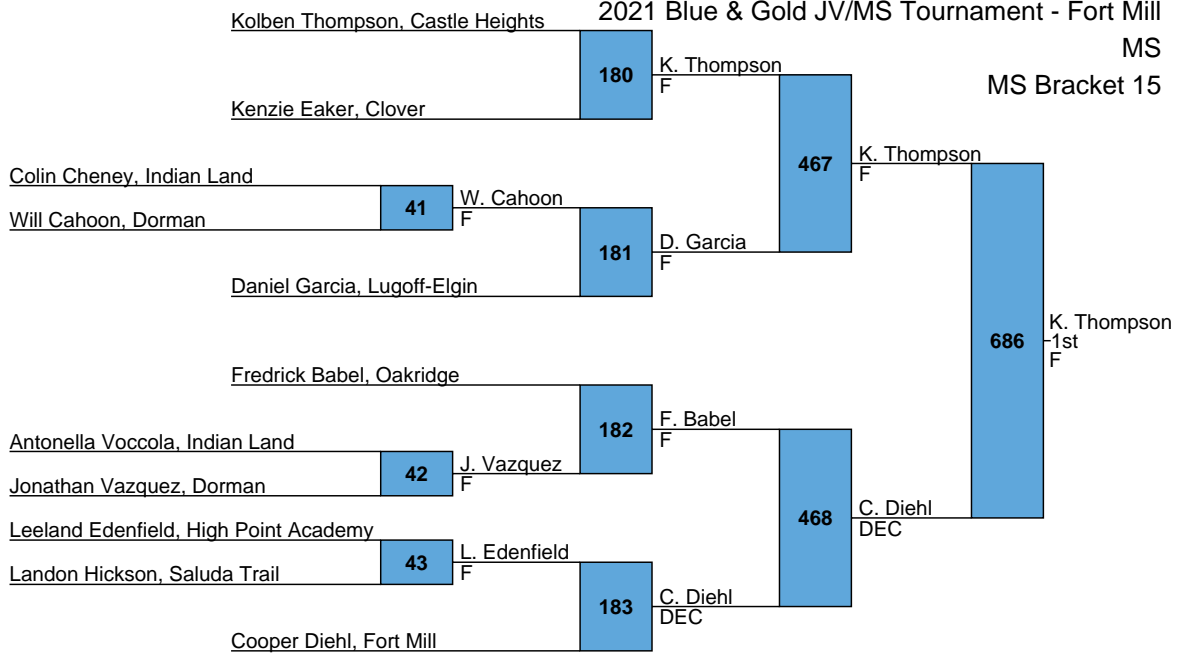 2021 Blue & Gold JV/MS Tournament - Fort Mill
MS
MS Bracket 15
Kolben Thompson, Castle Heights
180
K. Thompson
F
Kenzie Eaker, Clover
467
K. Thompson
F
Colin Cheney, Indian Land
41
W. Cahoon
F
Will Cahoon, Dorman
181
D. Garcia
F
Daniel Garcia, Lugoff-Elgin
686
K. Thompson
1st
F
Fredrick Babel, Oakridge
182
F. Babel
F
Antonella Voccola, Indian Land
42
J. Vazquez
F
Jonathan Vazquez, Dorman
468
C. Diehl
DEC
Leeland Edenfield, High Point Academy
43
L. Edenfield
F
Landon Hickson, Saluda Trail
183
C. Diehl
DEC
Cooper Diehl, Fort Mill